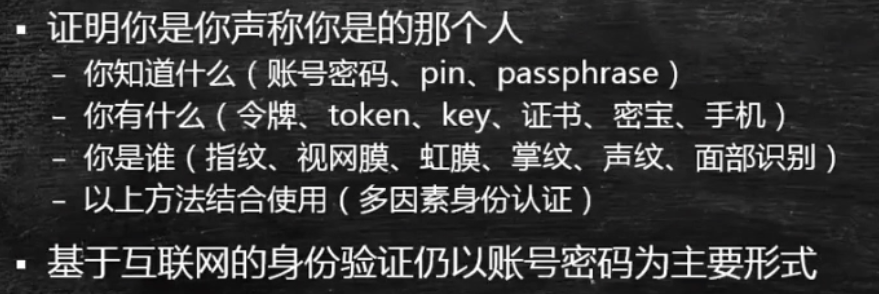 ▪ 证明你是你声称你是的那个人
– 你知道什么（账号密码、pin、passphrase）
– 你有什么（令牌、token、key、证书、密宝、手机）
– 你是谁（指纹、视网膜、虹膜、掌纹、声纹、面部识别）
– 以上方法结合使用（多因素身份认证）
▪ 基于互联网的身份验证仍以账号密码为主要形式